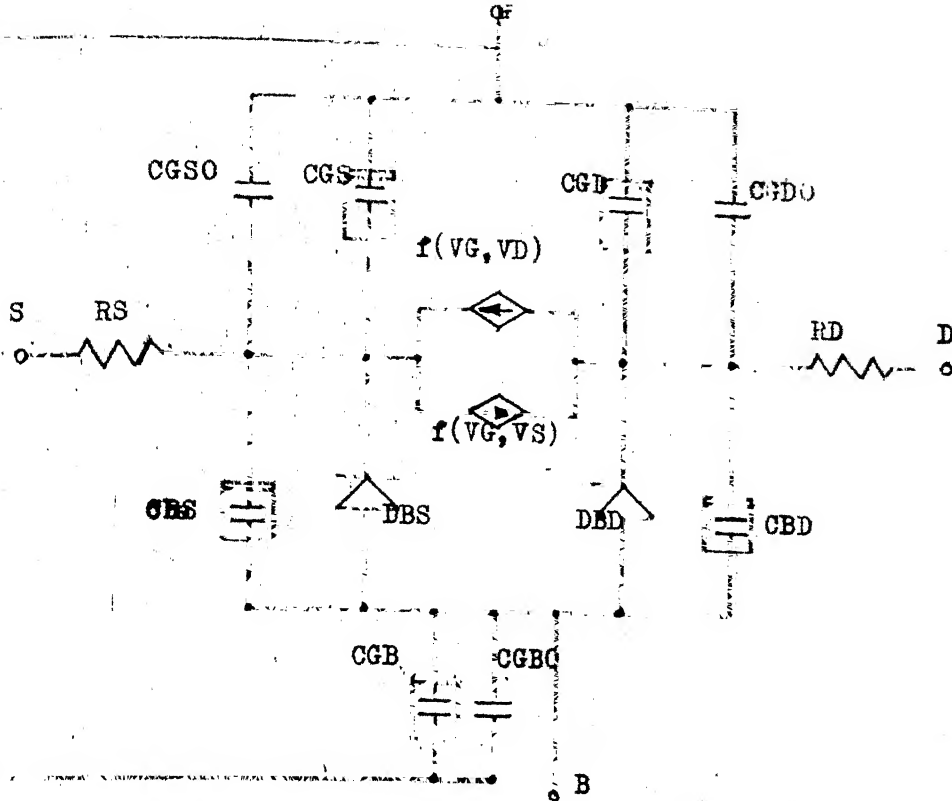 G
CGSO
CGS
CGD
CGDO
f(VG,VD)
S
RS
RD
D
f(VG,VS)
CBS
DBS
DBD
CBD
CGB
CGBO
B